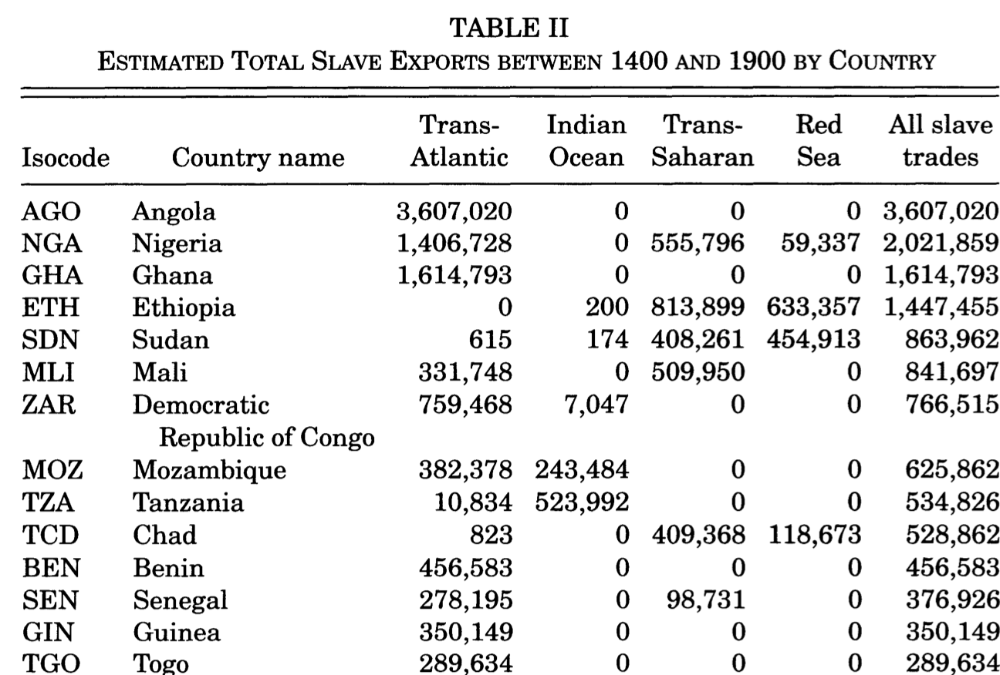 TABLE II
ESTIMATED TOTAL SLAVE EXPORTS BETWEEN 1400 AND 1900 BY COUNTRY
Trans- Indian Trans- Red All slave
Isocode Country name Atlantic Ocean Saharan Sea trades
AGO Angola 3,607,020 0 0 0 3,607,020
NGA Nigeria 1,406,728 0 555,796 59,337 2,021,859
GHA Ghana 1,614,793 0 0 0 1,614,793
ETH Ethiopia 0 200 813,899 633,357 1,447,455
SDN Sudan 615 174 408,261 454,913 863,962
MLI Mali 331,748 0 509,950 0 841,697
ZAR Democratic 759,468 7,047 0 0 766,515
Republic of Congo
MOZ Mozambique 382,378 243,484 0 0 625,862
TZA Tanzania 10,834 523,992 0 0 534,826
TCD Chad 823 0 409,368 118,673 528,862
BEN Benin 456,583 0 0 0 456,583
SEN Senegal 278,195 0 98,731 0 376,926
GIN Guinea 350,149 0 0 0 350,149
TGO Togo 289,634 0 0 0 289,634